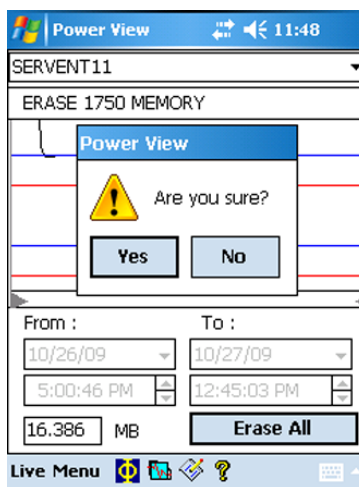 Power View 11:48
SERVENT11
ERASE 1750 MEMORY
Power View
Are you sure?
Yes No
From : To :
10/26/09 10/27/09
5:00:46 PM 12:45:03 PM
16.386 MB Erase All
Live Menu